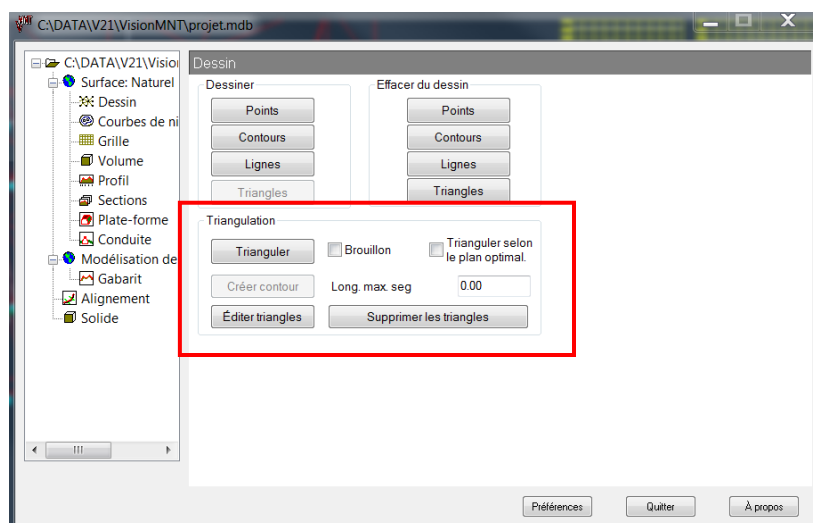 C:\DATA\V21\VisionMNT\projet.mdb
C:\DATA\V21\Visio
Surface: Naturel
Dessin
Courbes de ni
Grille
Volume
Profil
Sections
Plate-forme
Conduite
Modélisation de
Gabarit
Alignement
Solide
Dessin
Dessiner
Points
Contours
Lignes
Triangles
Effacer du dessin
Points
Contours
Lignes
Triangles
Triangulation
Trianguler
Brouillon
Trianguler selon
le plan optimal.
Créer contour
Long. max. seg
0.00
Éditer triangles
Supprimer les triangles
Préférences
Quitter
À propos